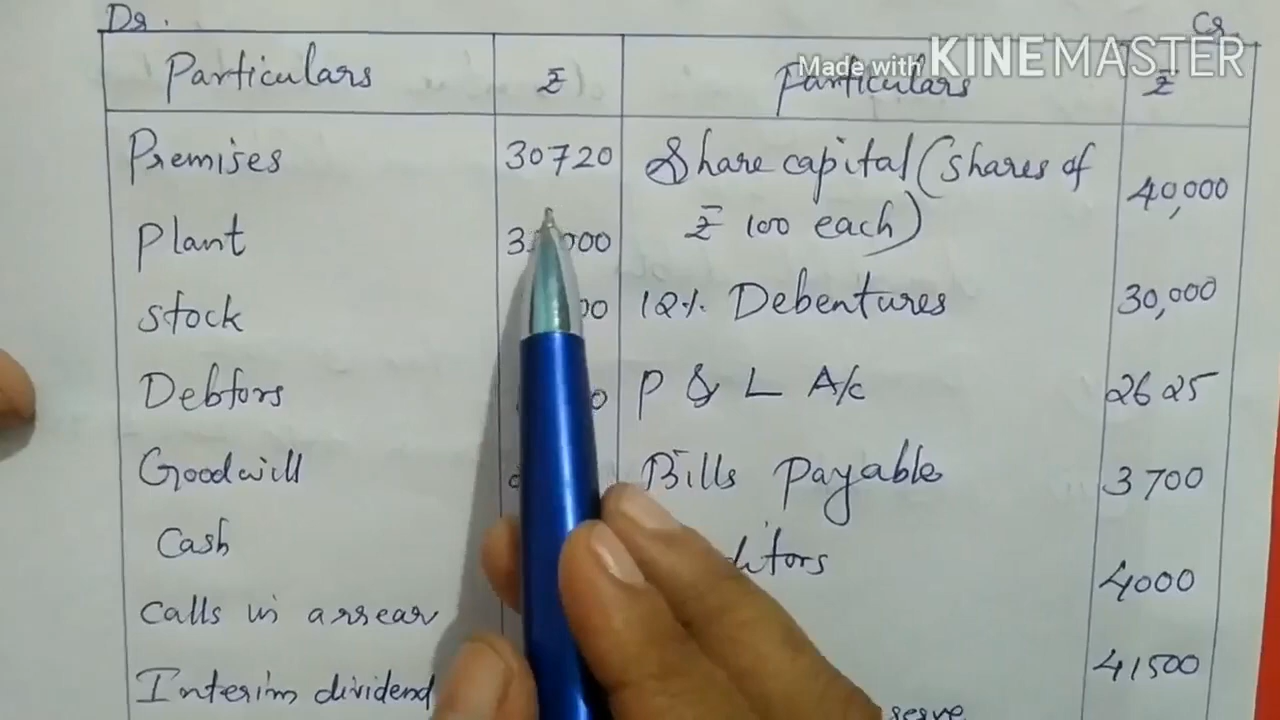 Dr. Cr.
Made with KINEMASTER
Particulars ₹ Particulars ₹
Premises 30720 Share capital (shares of
₹ 100 each) 40,000
Plant
Stock 12% Debentures 30,000
Debtors P & L A/c 2625
Goodwill Bills Payable 3700
Cash
4000
Calls in arrear
41500
Interim dividend